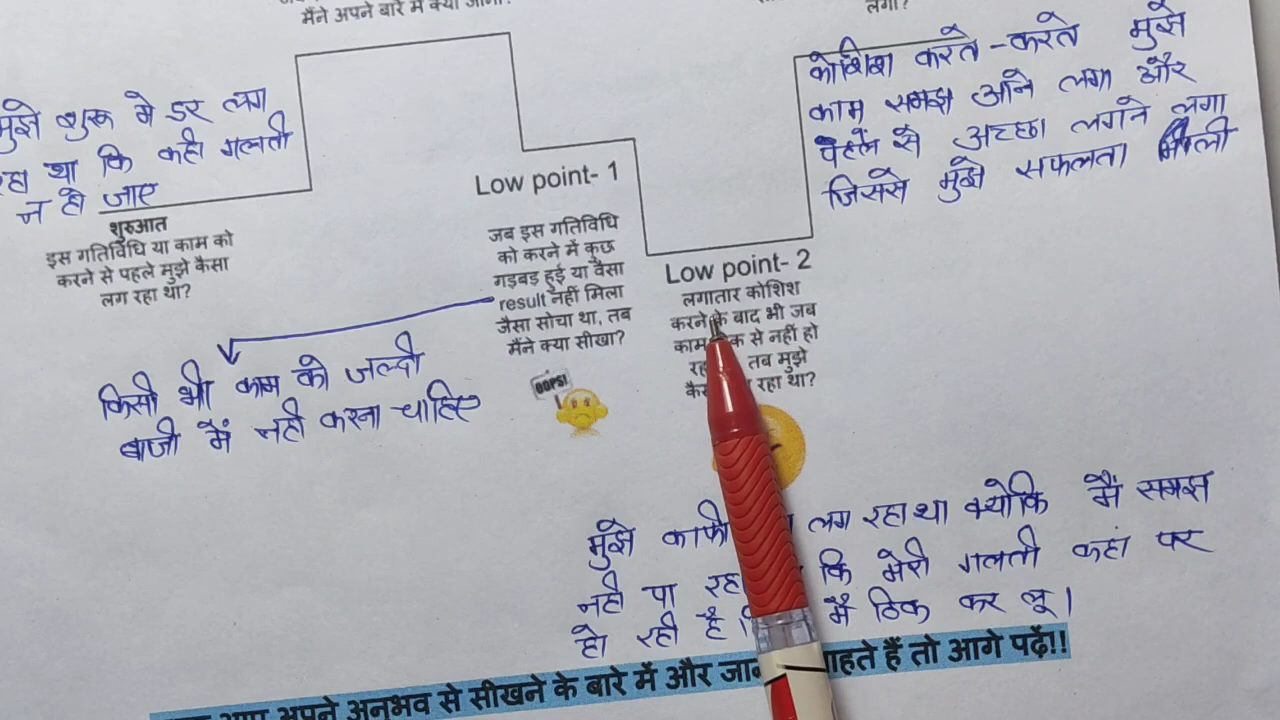 मैंने अपने बारे में क्या जाना?
लगा?
मुझे शुरू मे डर लग
रहा था कि कही गलती
न हो जाए
शुरुआत
इस गतिविधि या काम को
करने से पहले मुझे कैसा
लग रहा था?
कोशिश करते-करते मुझे
काम समझ आने लगा और
पहले से अच्छा लगने लगा
जिससे मुझे सफलता मिली
Low point- 1
जब इस गतिविधि
को करने में कुछ
गड़बड़ हुई या वैसा
result नहीं मिला
जैसा सोचा था, तब
मैंने क्या सीखा?
OOPS!
किसी भी काम को जल्दी
बाजी में नही करना चाहिए
Low point- 2
लगातार कोशिश
करने के बाद भी जब
काम से नहीं हो
तब मुझे
रहा था?
मुझे काफी लग रहा था क्योकि मैं समझ
नही पा कि मेरी गलती कहां पर
हो रही है मैं ठिक कर लू।
अपने अनुभव से सीखने के बारे में और चाहते हैं तो आगे पढ़ें!!